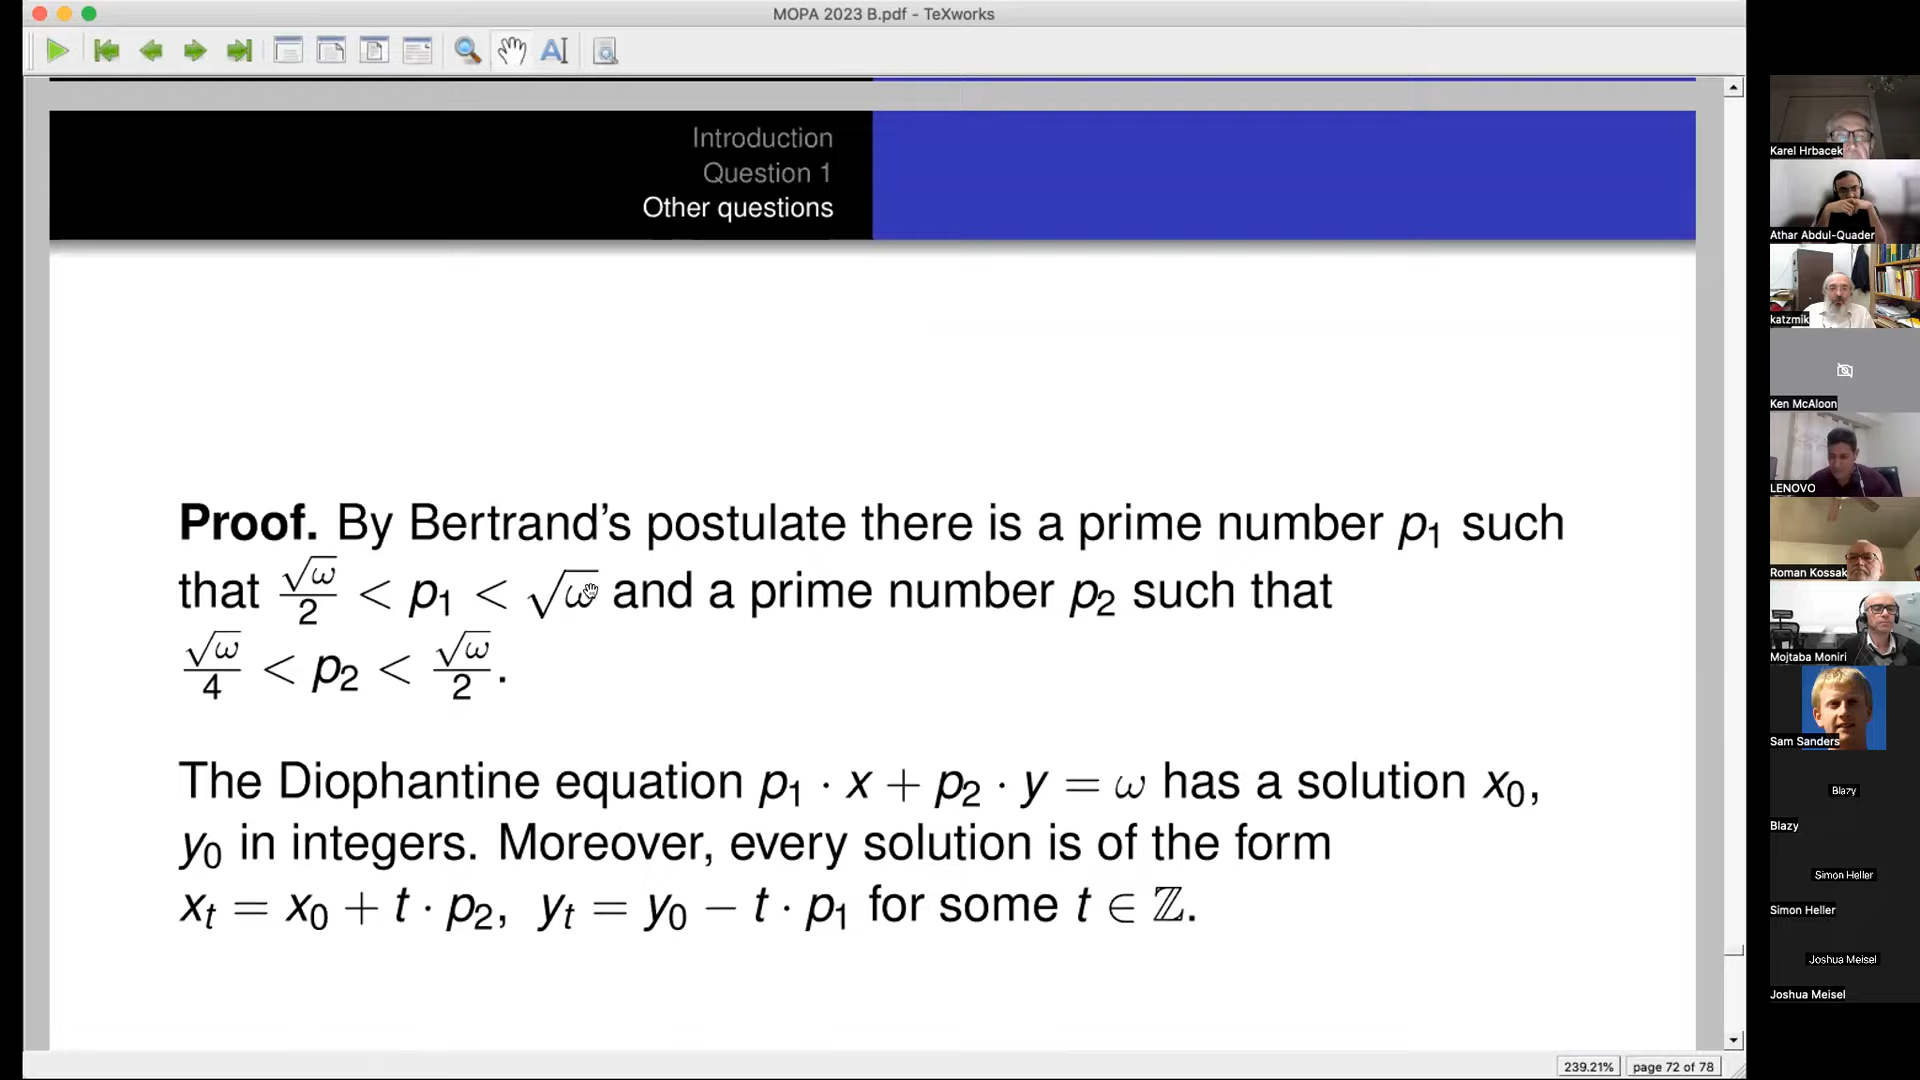 MOPA 2023 B.pdf - TeXworks
Introduction
Question 1
Other questions
Proof. By Bertrand's postulate there is a prime number p₁ such
that √ω/2 < p₁ < √ω and a prime number p₂ such that
√ω/4 < p₂ < √ω/2.
The Diophantine equation p₁ · x + p₂ · y = ω has a solution x₀,
y₀ in integers. Moreover, every solution is of the form
xₜ = x₀ + t · p₂, yₜ = y₀ − t · p₁ for some t ∈ ℤ.
239.21%
page 72 of 78
Karel Hrbacek
Athar Abdul-Quader
katzmik
Ken McAloon
LENOVO
Roman Kossak
Mojtaba Moniri
Sam Sanders
Blazy
Blazy
Simon Heller
Simon Heller
Joshua Meisel
Joshua Meisel